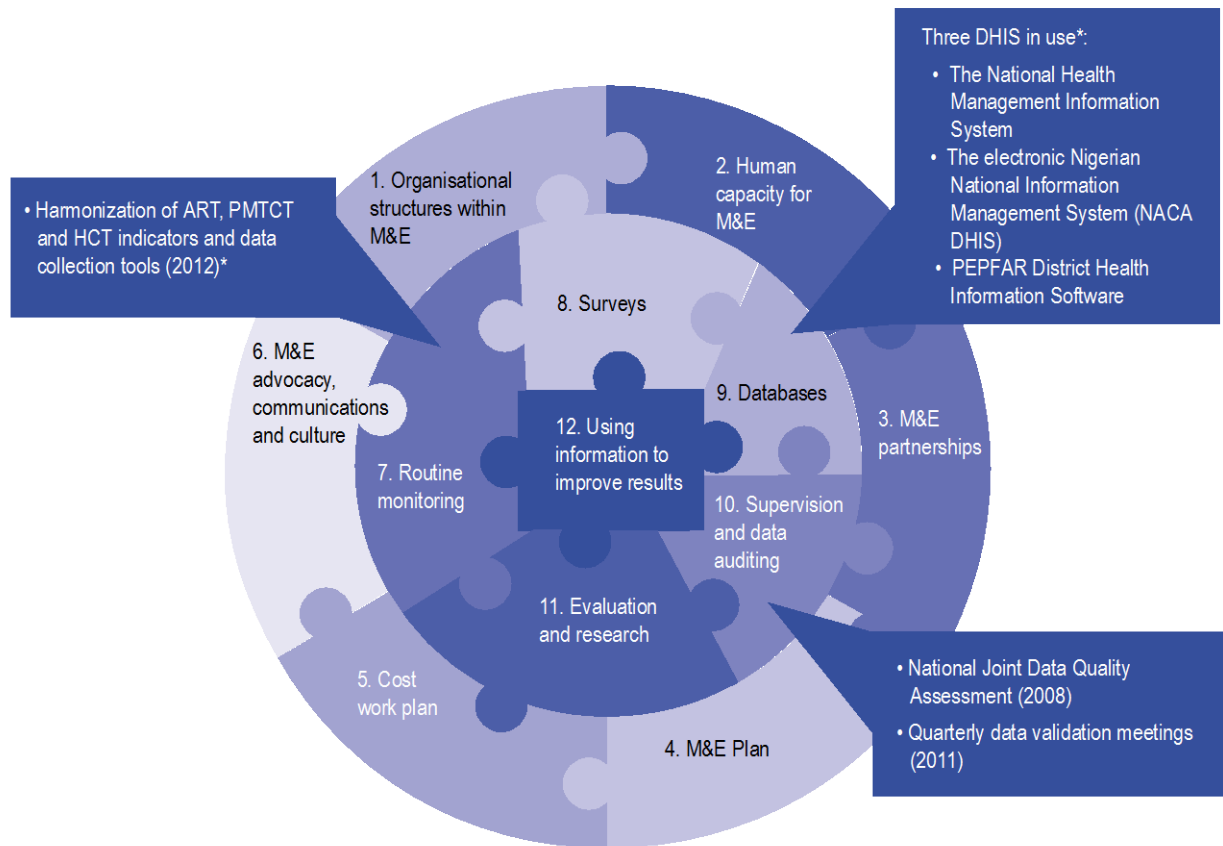 Three DHIS in use*:
• The National Health
Management Information
System
• The electronic Nigerian
National Information
Management System (NACA
DHIS)
• PEPFAR District Health
Information Software
• Harmonization of ART, PMTCT
and HCT indicators and data
collection tools (2012)*
1. Organisational
structures within
M&E
2. Human
capacity for
M&E
3. M&E
partnerships
4. M&E Plan
5. Cost
work plan
6. M&E
advocacy,
communications
and culture
7. Routine
monitoring
8. Surveys
9. Databases
10. Supervision
and data
auditing
11. Evaluation
and research
12. Using
information to
improve results
• National Joint Data Quality
Assessment (2008)
• Quarterly data validation meetings
(2011)